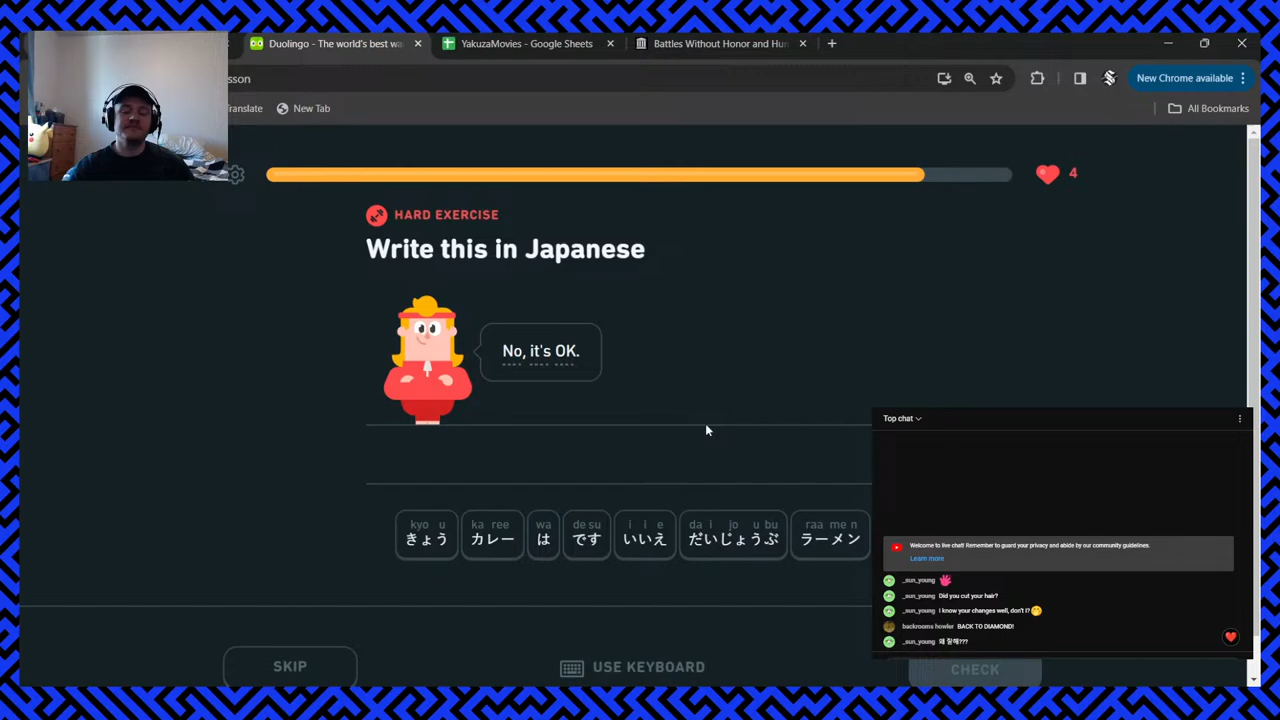 Duolingo - The world's best wa
YakuzaMovies - Google Sheets
Battles Without Honor and Hun
sson
New Chrome available
Translate
New Tab
All Bookmarks
4
HARD EXERCISE
Write this in Japanese
No, it's OK.
Top chat
kyo u
ka ree
wa
de su
i i e
da i jo u bu
raa me n
きょう
カレー
は
です
いいえ
だいじょうぶ
ラーメン
Welcome to live chat! Remember to guard your privacy and abide by our community guidelines.
Learn more
_sun_young
_sun_young Did you cut your hair?
_sun_young I know your changes well, don't I?
backrooms howler BACK TO DIAMOND!
_sun_young 왜 잘해???
SKIP
USE KEYBOARD
CHECK